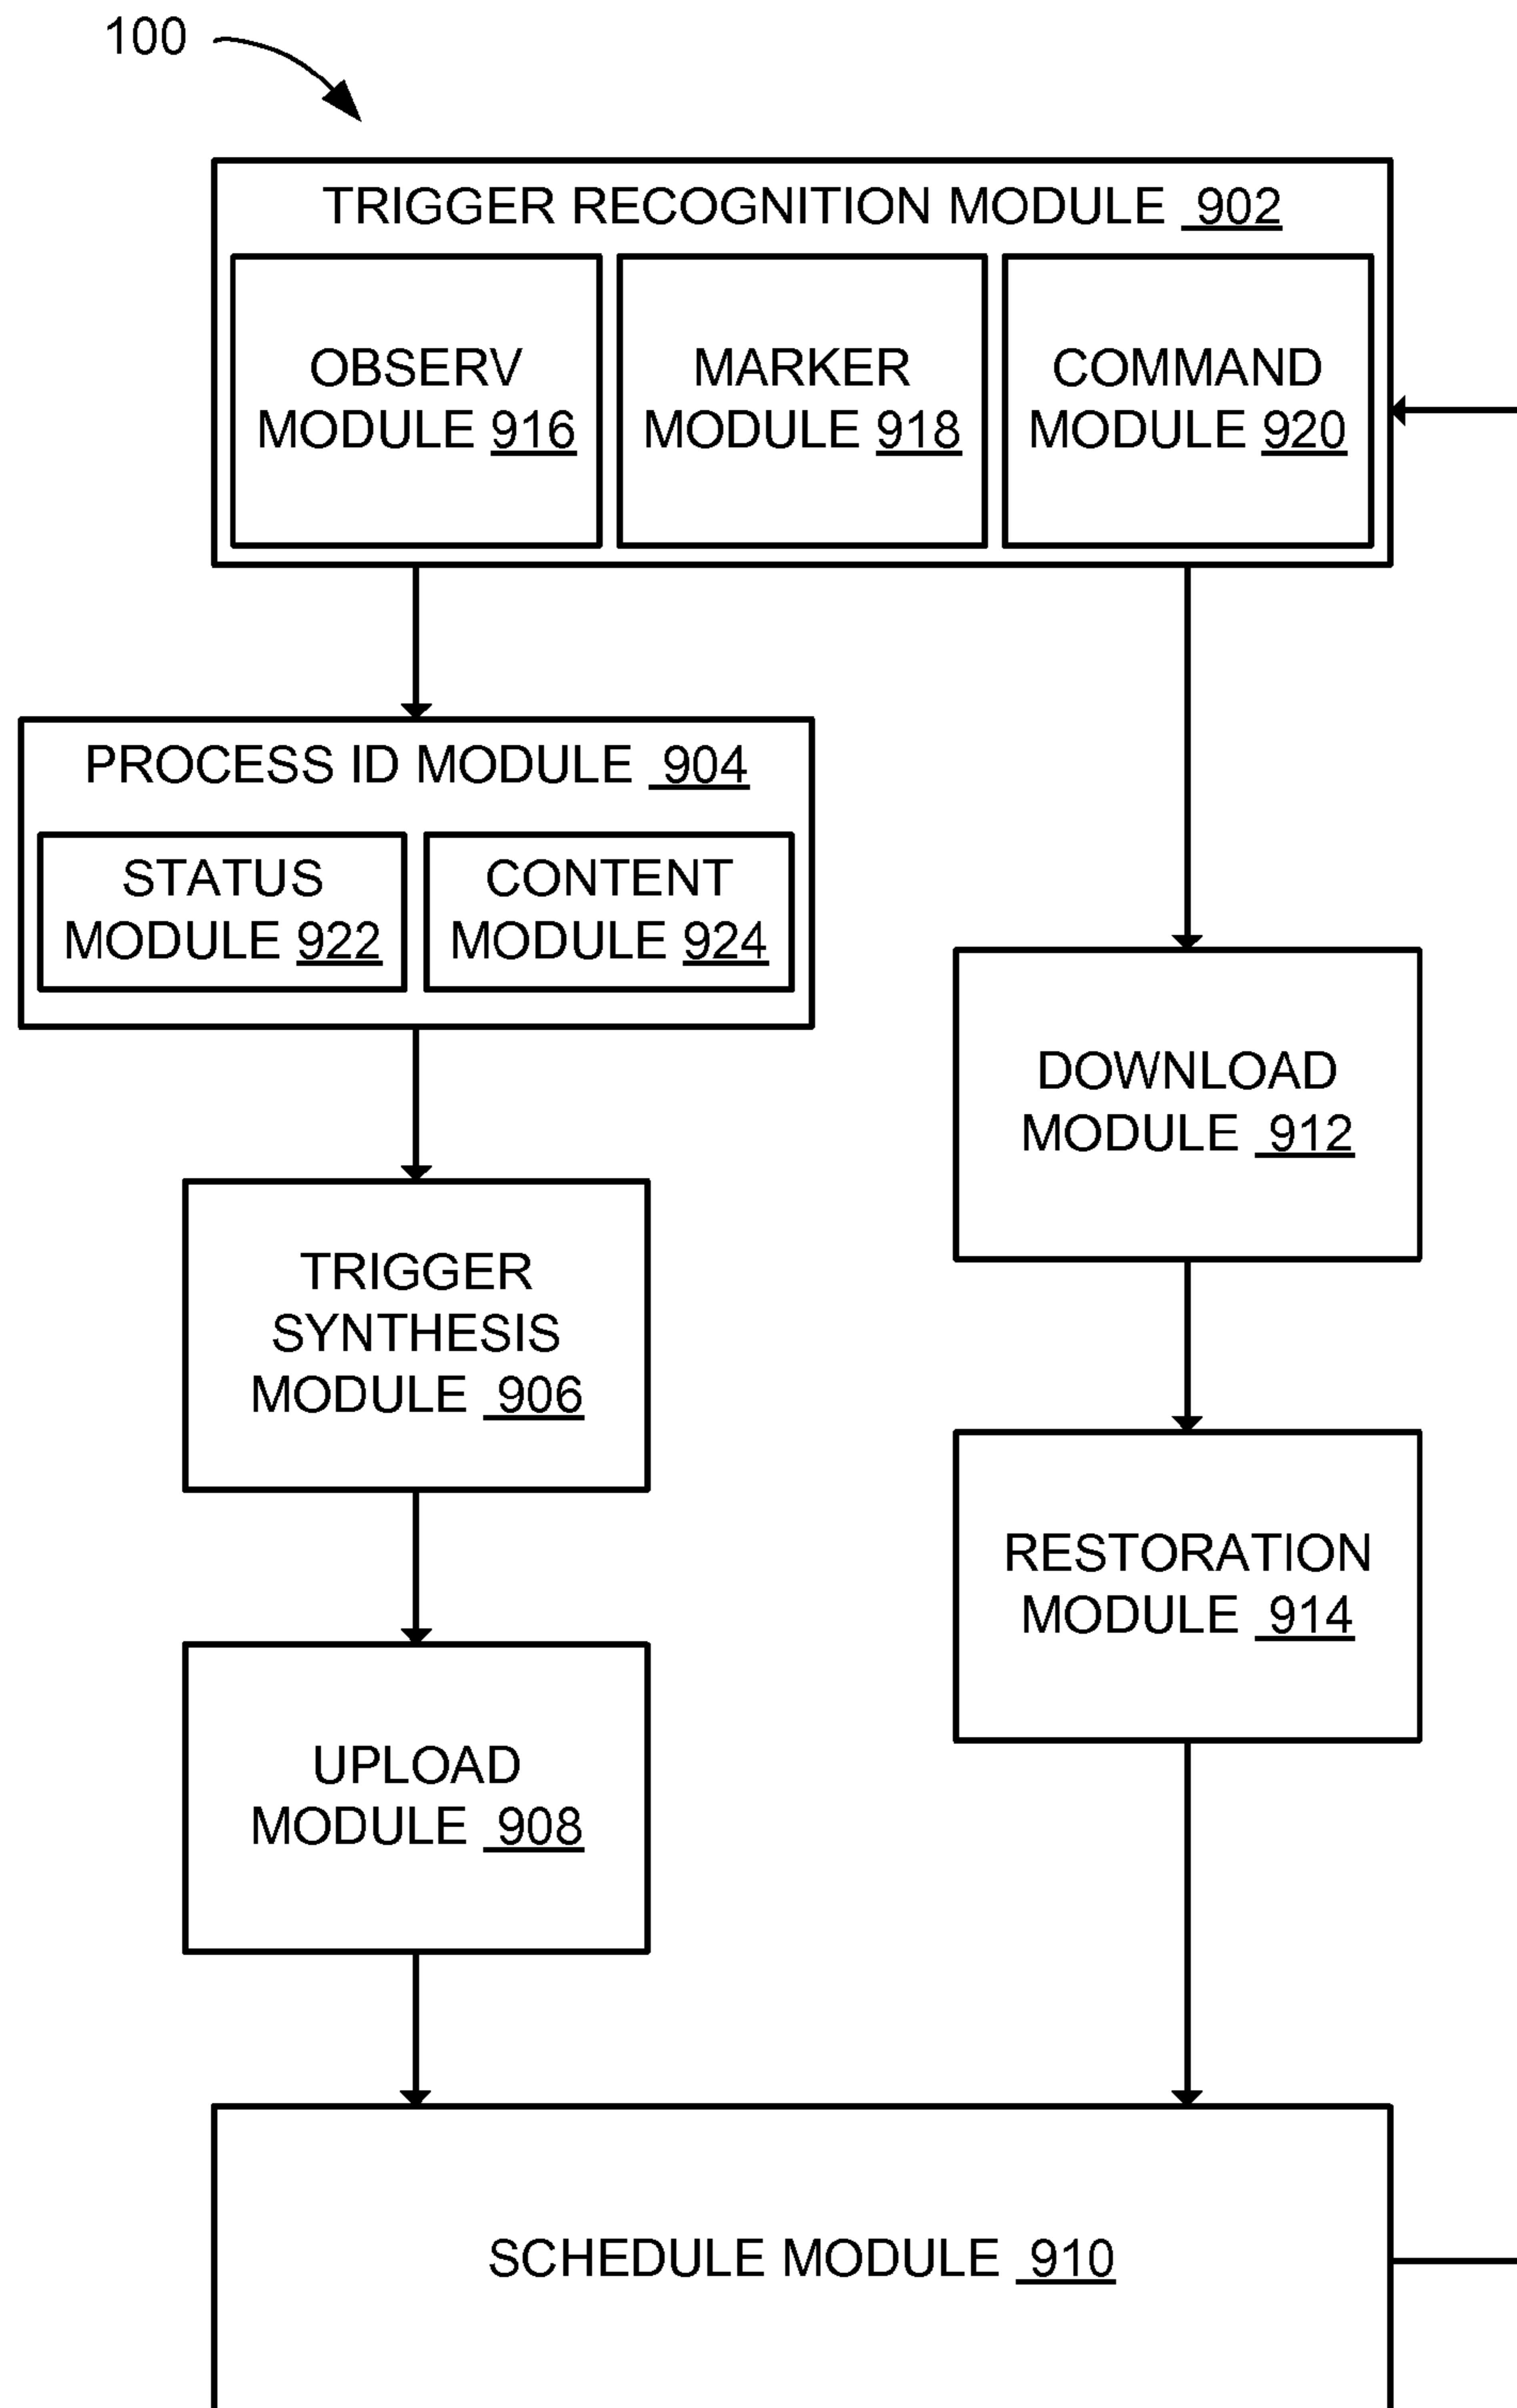 100
TRIGGER RECOGNITION MODULE 902
OBSERV
MODULE 916
MARKER
MODULE 918
COMMAND
MODULE 920
PROCESS ID MODULE 904
STATUS
MODULE 922
CONTENT
MODULE 924
DOWNLOAD
MODULE 912
TRIGGER
SYNTHESIS
MODULE 906
RESTORATION
MODULE 914
UPLOAD
MODULE 908
SCHEDULE MODULE 910